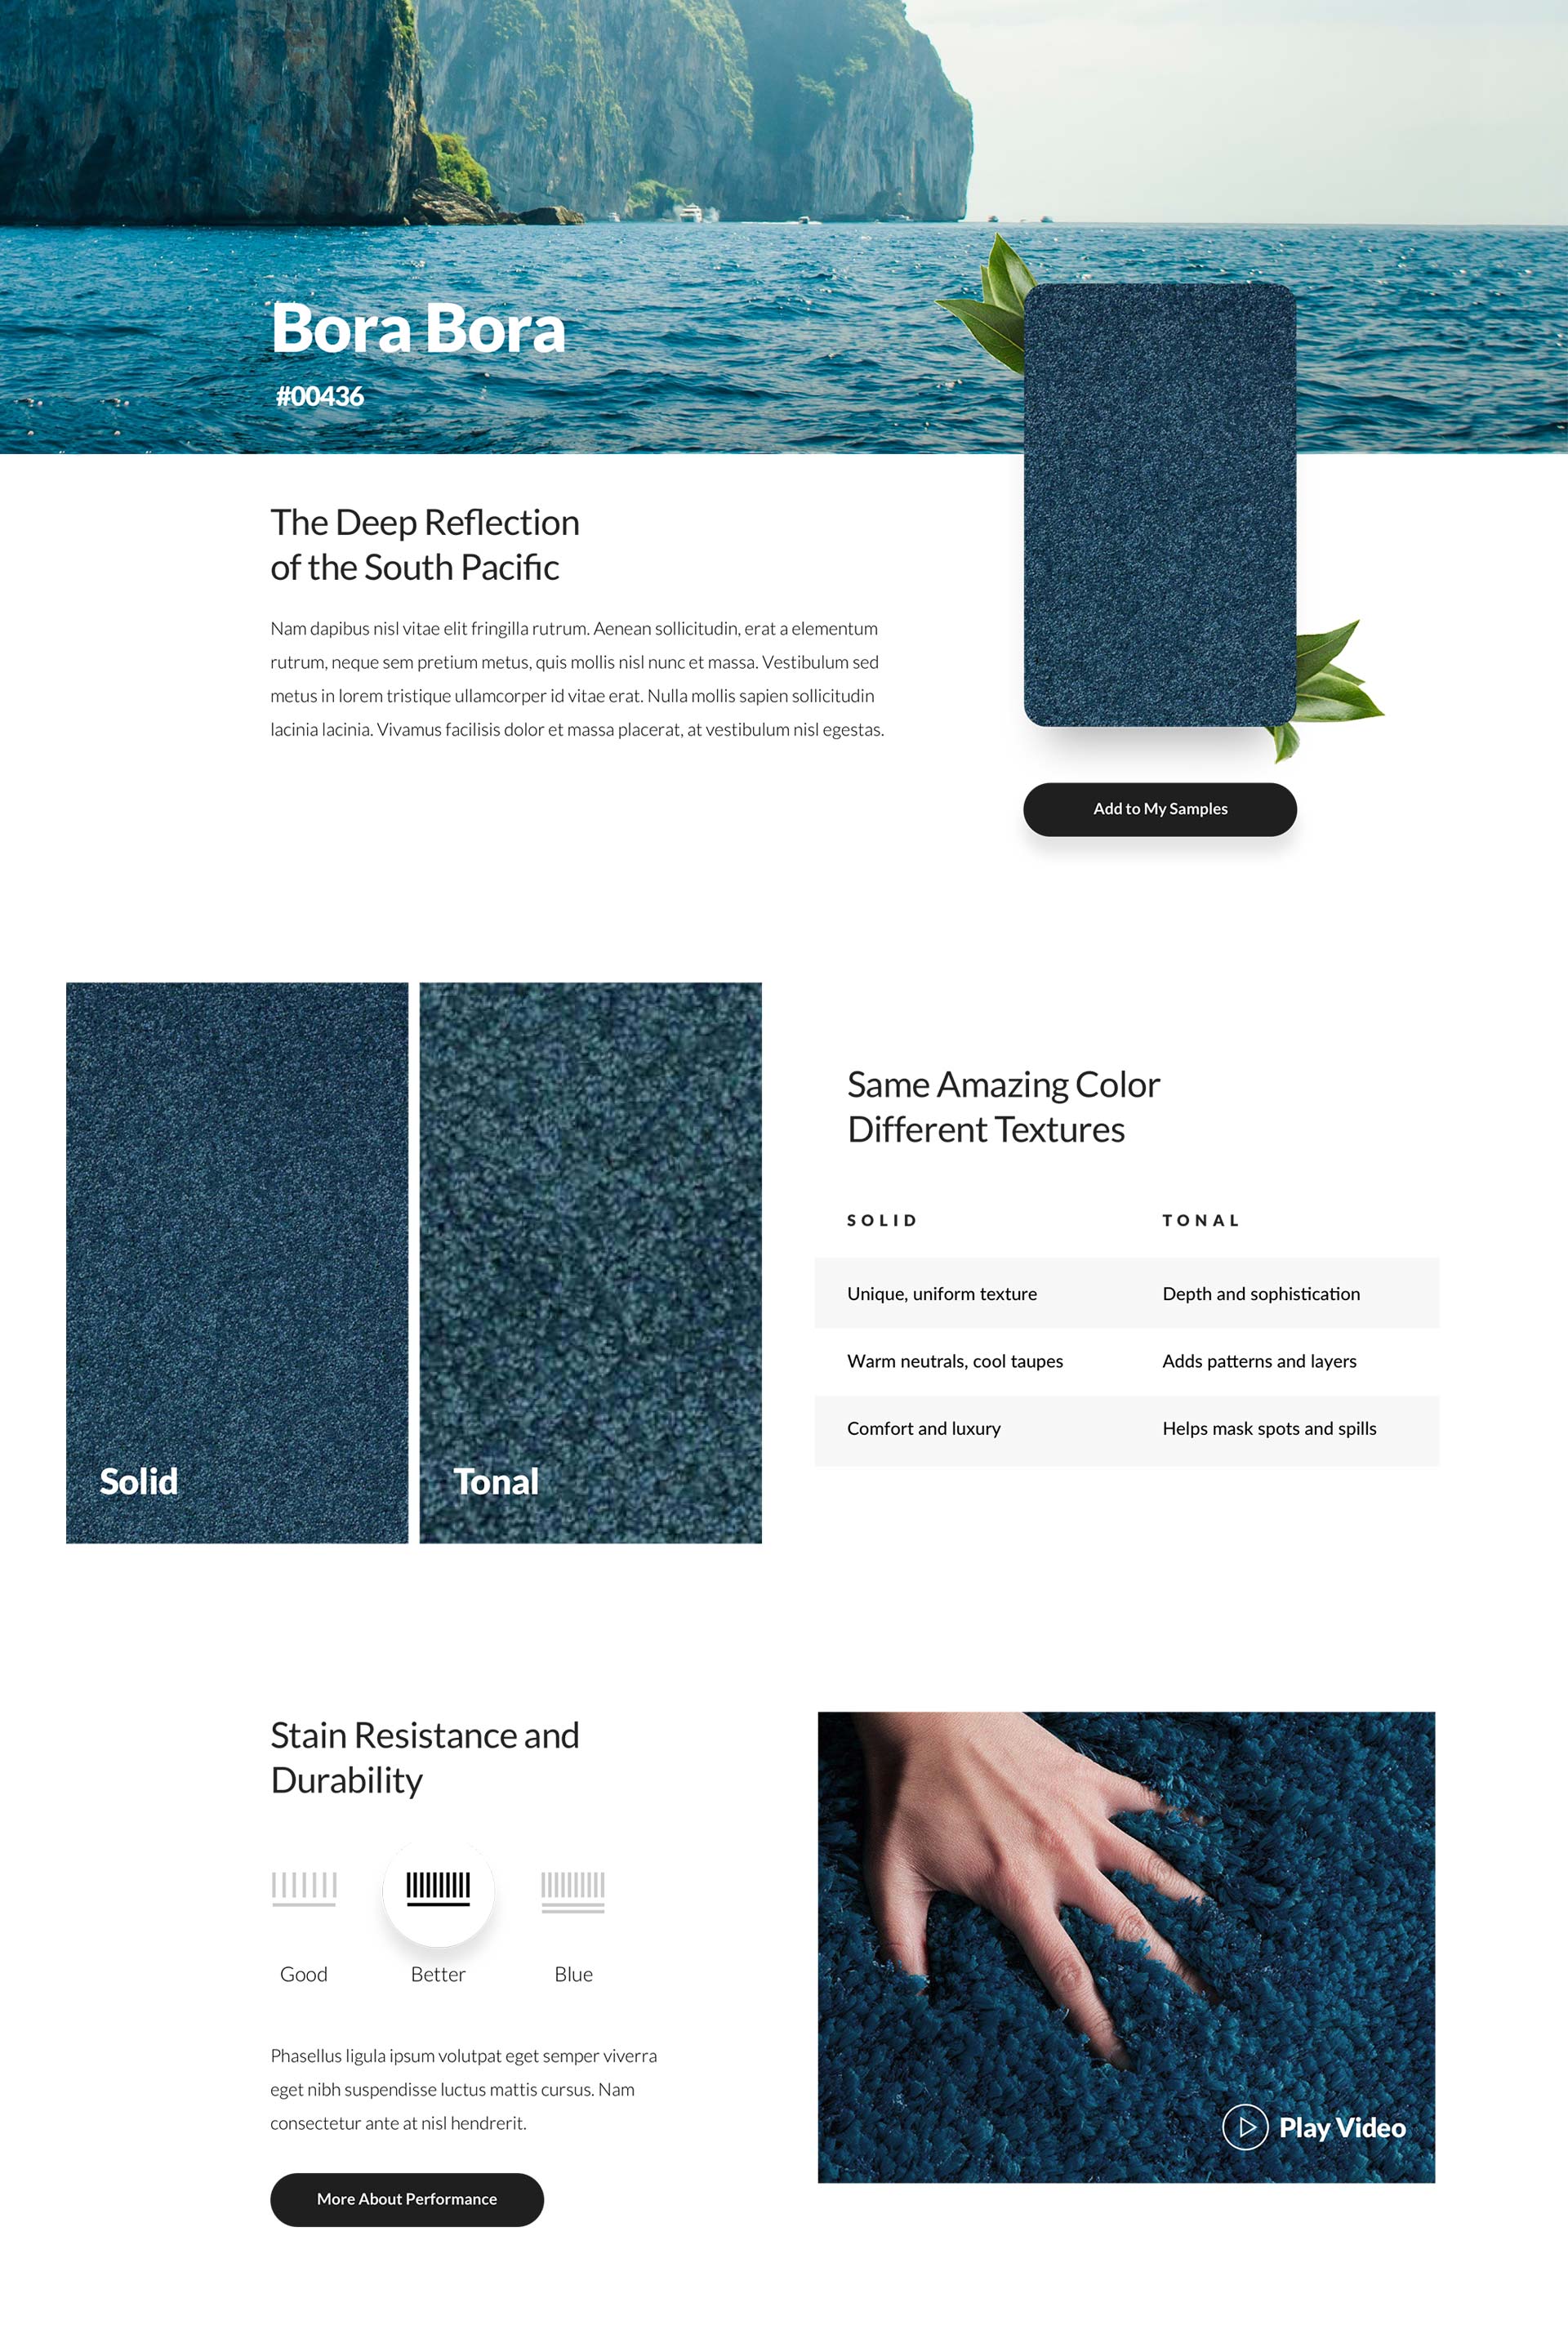 Bora Bora
#00436
The Deep Reflection
of the South Pacific
Nam dapibus nisl vitae elit fringilla rutrum. Aenean sollicitudin, erat a elementum
rutrum, neque sem pretium metus, quis mollis nisl nunc et massa. Vestibulum sed
metus in lorem tristique ullamcorper id vitae erat. Nulla mollis sapien sollicitudin
lacinia lacinia. Vivamus facilisis dolor et massa placerat, at vestibulum nisl egestas.
Add to My Samples
Solid
Tonal
Same Amazing Color
Different Textures
SOLID TONAL
Unique, uniform texture Depth and sophistication
Warm neutrals, cool taupes Adds patterns and layers
Comfort and luxury Helps mask spots and spills
Stain Resistance and
Durability
Good Better Blue
Phasellus ligula ipsum volutpat eget semper viverra
eget nibh suspendisse luctus mattis cursus. Nam
consectetur ante at nisl hendrerit.
More About Performance
Play Video